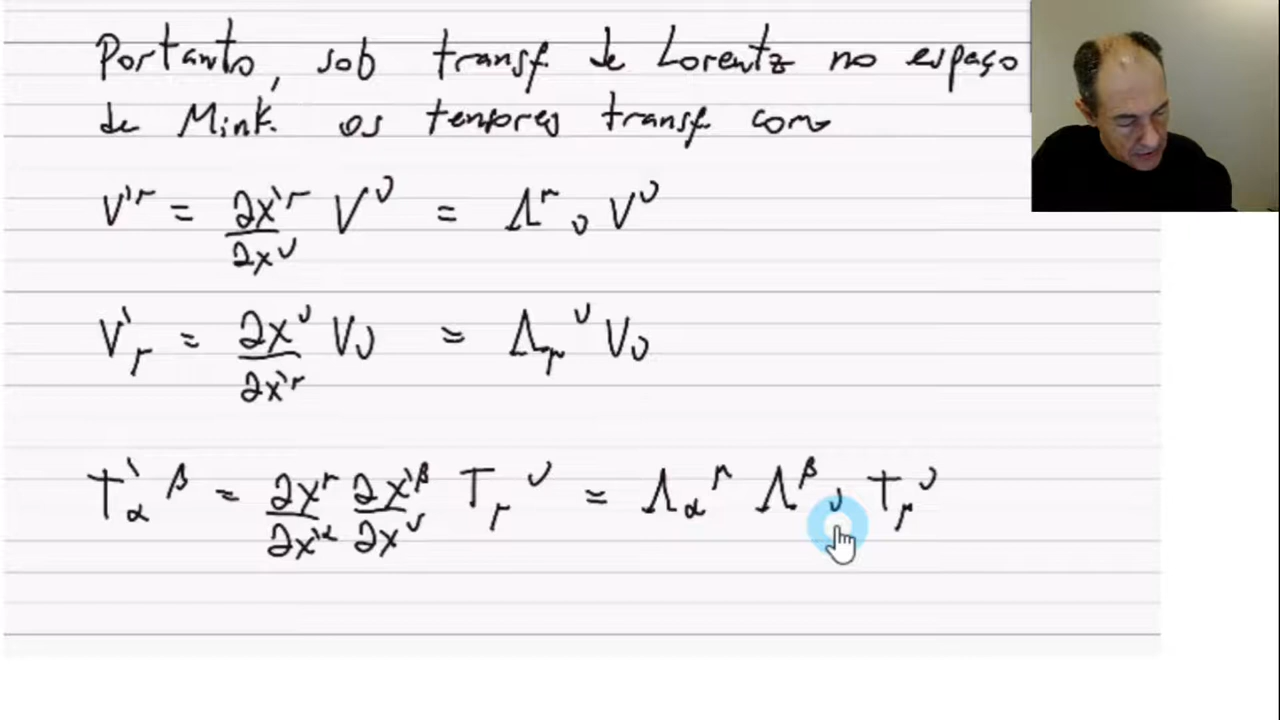 Portanto, sob transf de Lorentz no espaço
de Mink. os tensores transf como
V'^μ = ∂x'^μ/∂x^ν V^ν = Λ^μ_ν V^ν
V'_μ = ∂x^ν/∂x'^μ V_ν = Λ_μ^ν V_ν
T'_α^β = ∂x^μ/∂x'^α ∂x'^β/∂x^ν T_μ^ν = Λ_α^μ Λ^β_ν T_μ^ν